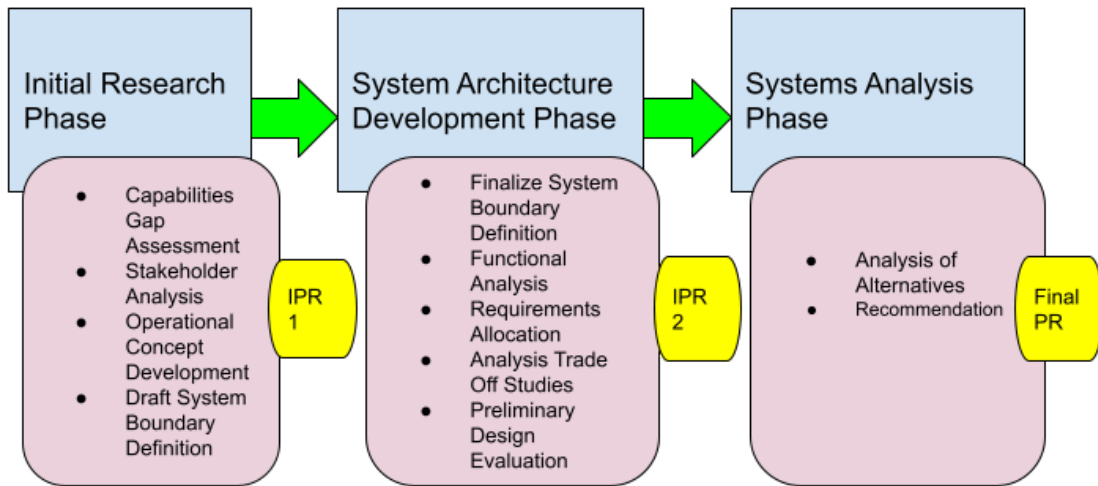 Initial Research
Phase
System Architecture
Development Phase
Systems Analysis
Phase
● Capabilities
Gap
Assessment
● Stakeholder
Analysis
● Operational
Concept
Development
● Draft System
Boundary
Definition
IPR
1
● Finalize System
Boundary
Definition
● Functional
Analysis
● Requirements
Allocation
● Analysis Trade
Off Studies
● Preliminary
Design
Evaluation
IPR
2
● Analysis of
Alternatives
● Recommendation
Final
PR